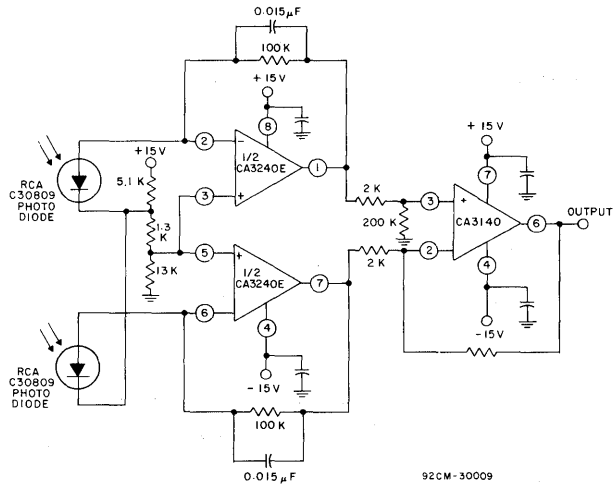 0.015µF
100K
+15V
8
2
−
1/2
CA3240E
1
3
+
RCA
C30809
PHOTO
DIODE
+15V
5.1 K
1.3
K
13K
5
+
1/2
CA3240E
7
6
4
−15V
100K
0.015µF
RCA
C30809
PHOTO
DIODE
2K
200 K
2K
+15V
7
3
+
CA3140
6
OUTPUT
2
−
4
−15V
92CM-30009